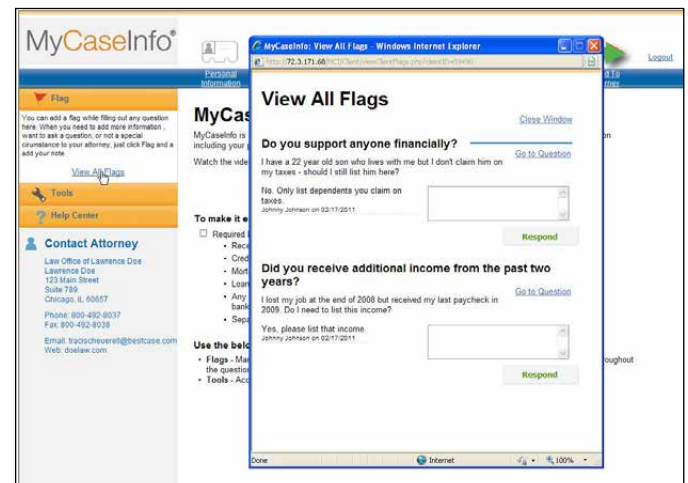 MyCaseInfo®
Logout
Personal
Information
Flag
You can add a flag while filling out any question
here. When you need to add more information ,
want to ask a question, or not a special
circumstance to your attorney, just click Flag and a
add your note.
View All Flags
Tools
Help Center
Contact Attorney
Law Office of Lawrence Doe
Lawrence Doe
123 Main Street
Suite 789
Chicago, IL 60657
Phone: 800-492-8037
Fax: 800-492-8038
Email: tracischeuerell@bestcase.com
Web: doelaw.com
MyCas
MyCaseInfo is
including your
Watch the vide
To make it e
Required
Rece
Cred
Mort
Loan
Any
bank
Sepa
Use the belo
Flags - Ma
the question
Tools - Acc
oughout
MyCaseInfo: View All Flags - Windows Internet Explorer
View All Flags
Close Window
Do you support anyone financially?
Go to Question
I have a 22 year old son who lives with me but I don't claim him on
my taxes - should I still list him here?
No. Only list dependents you claim on
taxes.
Johnny Johnson on 02/17/2011
Respond
Did you receive additional income from the past two
years?
Go to Question
I lost my job at the end of 2008 but received my last paycheck in
2009. Do I need to list this income?
Yes, please list that income.
Johnny Johnson on 02/17/2011
Respond
Done
Internet
100%